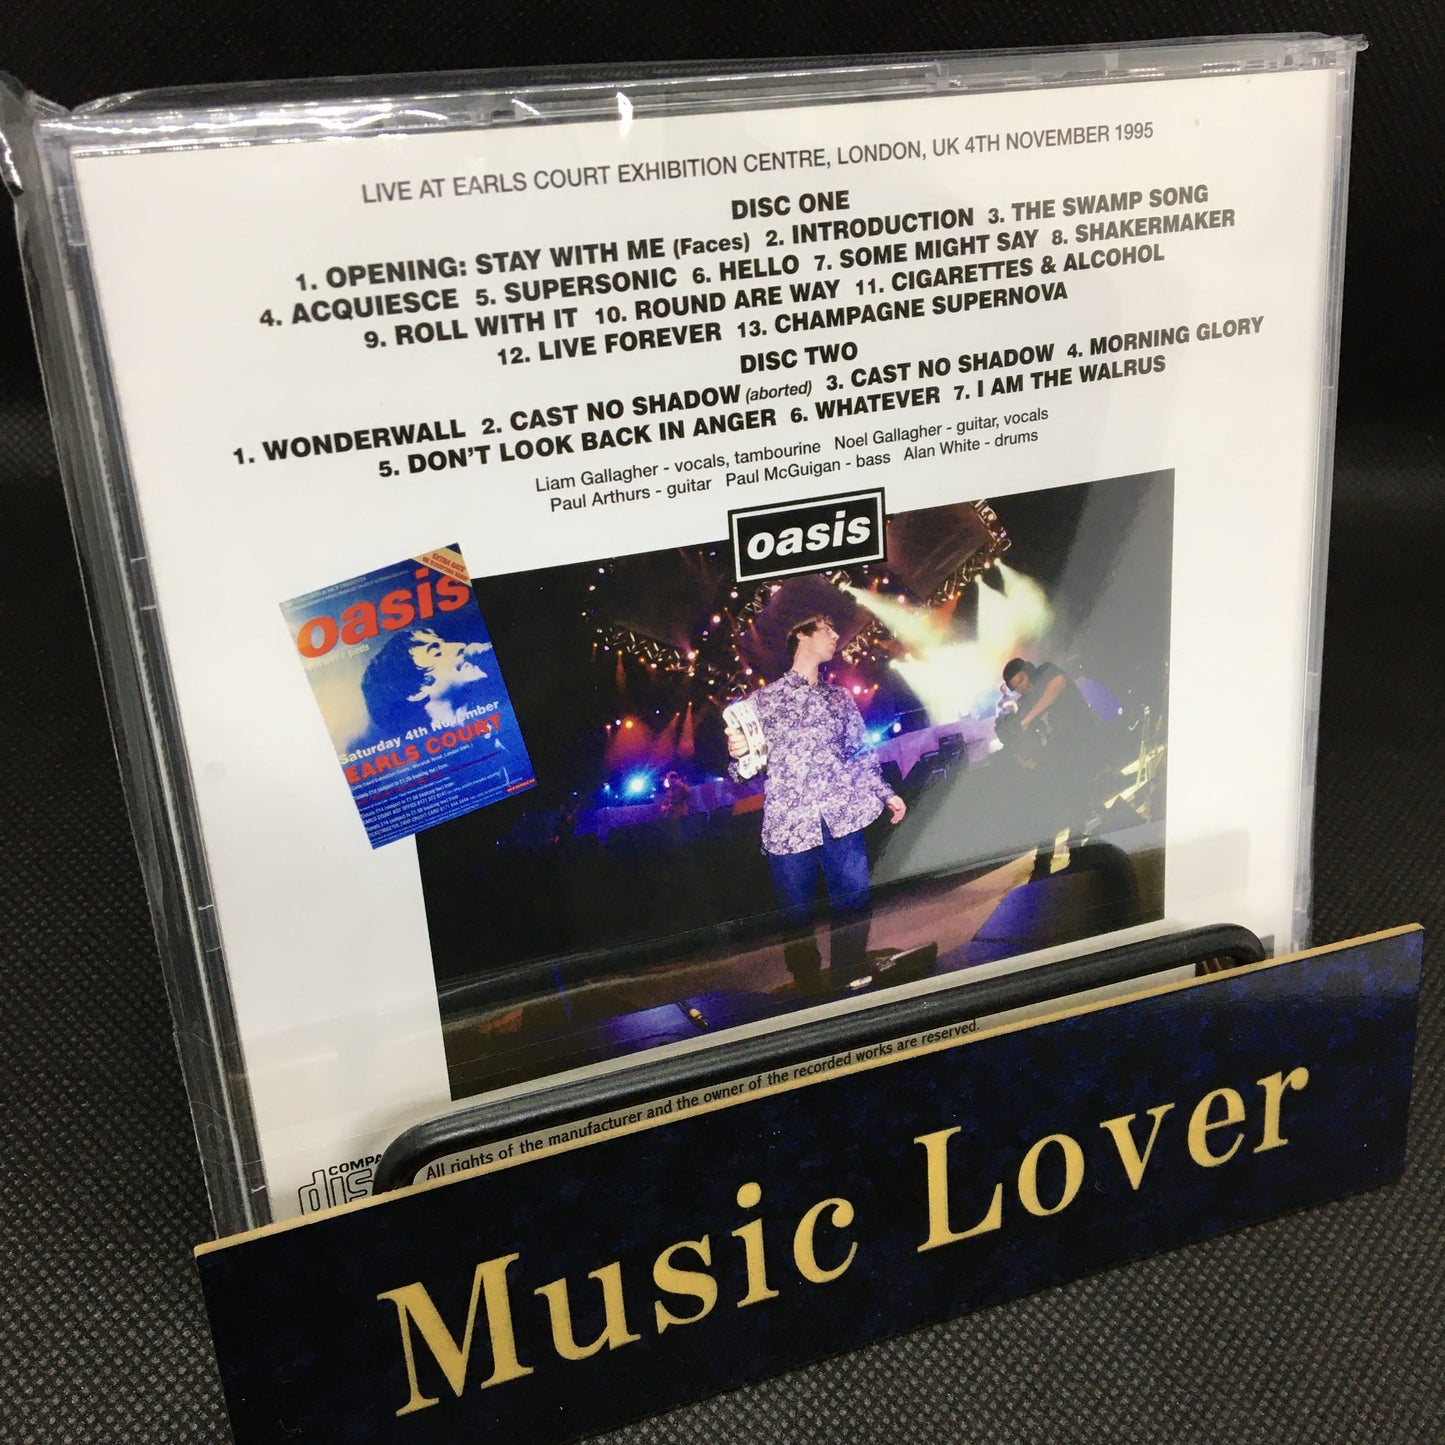 LIVE AT EARLS COURT EXHIBITION CENTRE, LONDON, UK 4TH NOVEMBER 1995
DISC ONE
1. OPENING: STAY WITH ME (Faces) 2. INTRODUCTION 3. THE SWAMP SONG
4. ACQUIESCE 5. SUPERSONIC 6. HELLO 7. SOME MIGHT SAY 8. SHAKERMAKER
9. ROLL WITH IT 10. ROUND ARE WAY 11. CIGARETTES & ALCOHOL
12. LIVE FOREVER 13. CHAMPAGNE SUPERNOVA
DISC TWO
1. WONDERWALL 2. CAST NO SHADOW (aborted) 3. CAST NO SHADOW 4. MORNING GLORY
5. DON'T LOOK BACK IN ANGER 6. WHATEVER 7. I AM THE WALRUS
Liam Gallagher - vocals, tambourine Noel Gallagher - guitar, vocals
Paul Arthurs - guitar Paul McGuigan - bass Alan White - drums
oasis
EXTRA DATE
oasis
special guests
Saturday 4th November
EARLS COURT
All rights of the manufacturer and the owner of the recorded works are reserved.
COMPA
disc
Music Lover